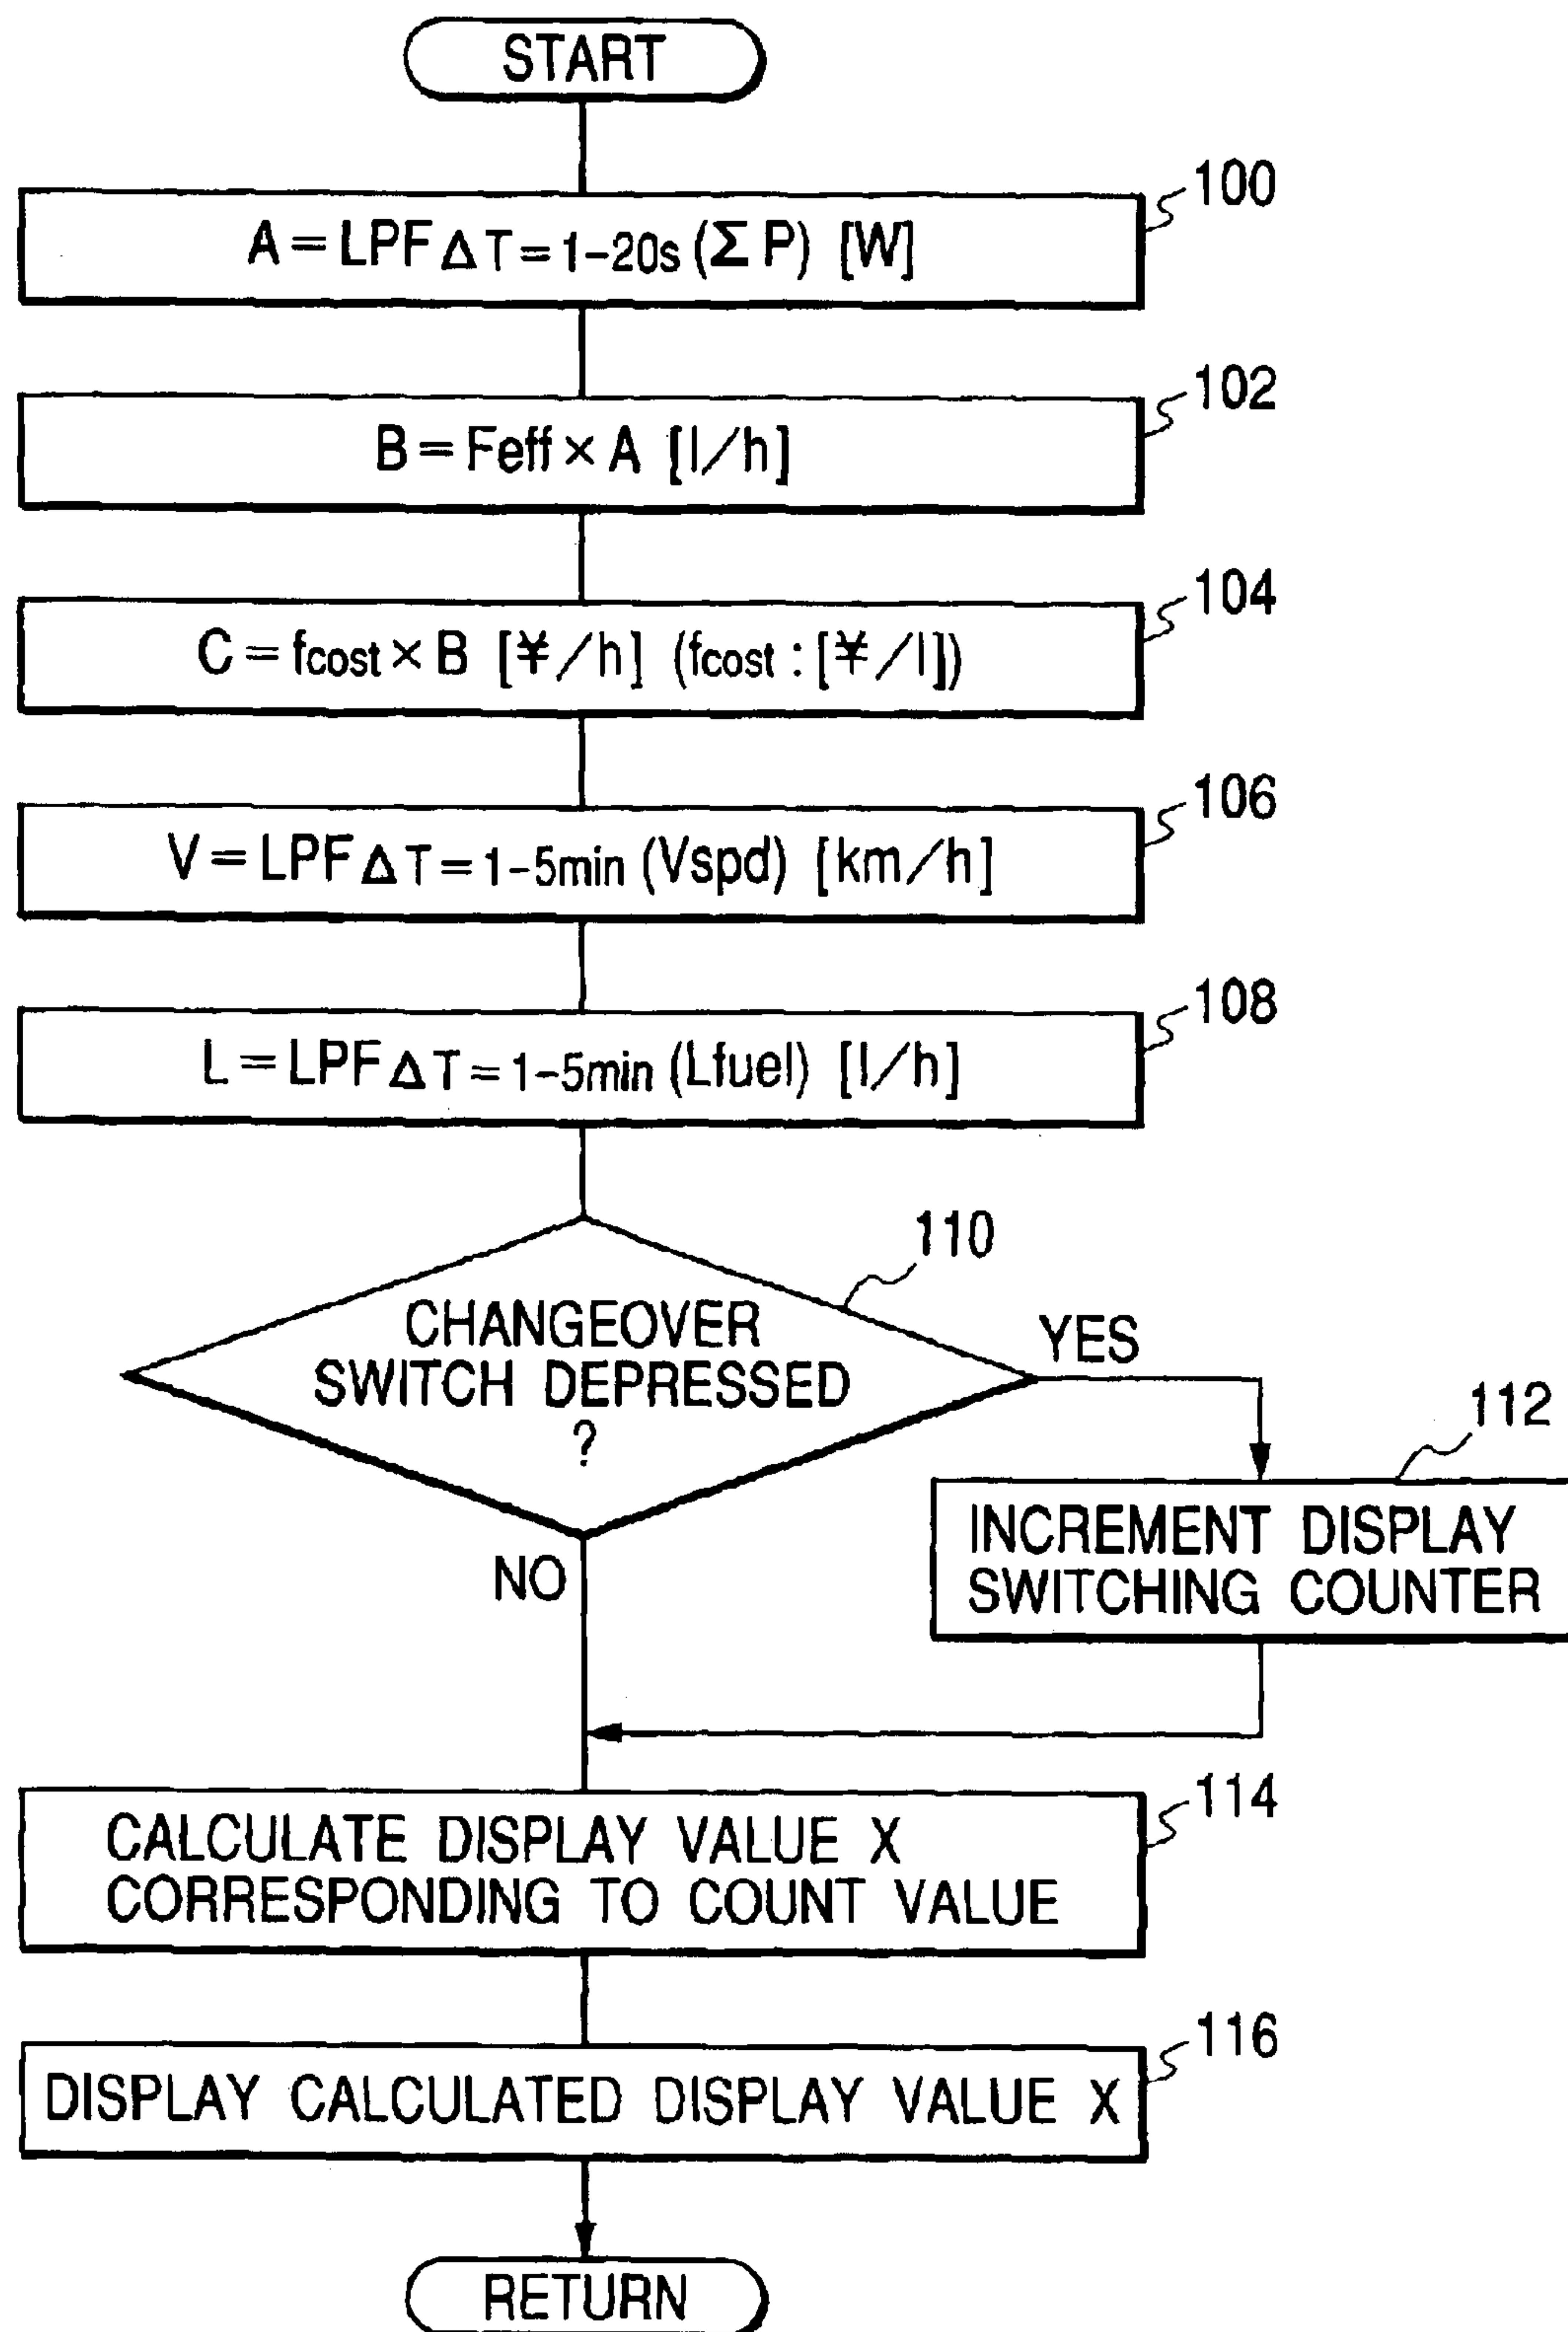 START
100
A = LPF ΔT = 1-20s (Σ P) [W]
102
B = Feff × A [l/h]
104
C = fcost × B [¥/h] (fcost : [¥/l])
106
V = LPF ΔT = 1-5min (Vspd) [km/h]
108
L = LPF ΔT = 1-5min (Lfuel) [l/h]
110
CHANGEOVER
SWITCH DEPRESSED
?
YES
112
INCREMENT DISPLAY
SWITCHING COUNTER
NO
114
CALCULATE DISPLAY VALUE X
CORRESPONDING TO COUNT VALUE
116
DISPLAY CALCULATED DISPLAY VALUE X
RETURN